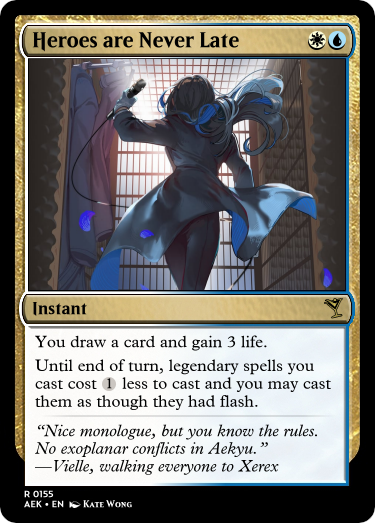 Heroes are Never Late
Instant
You draw a card and gain 3 life.
Until end of turn, legendary spells you
cast cost 1 less to cast and you may cast
them as though they had flash.
“Nice monologue, but you know the rules.
No exoplanar conflicts in Aekyu.”
—Vielle, walking everyone to Xerex
R 0155
AEK • EN Kate Wong